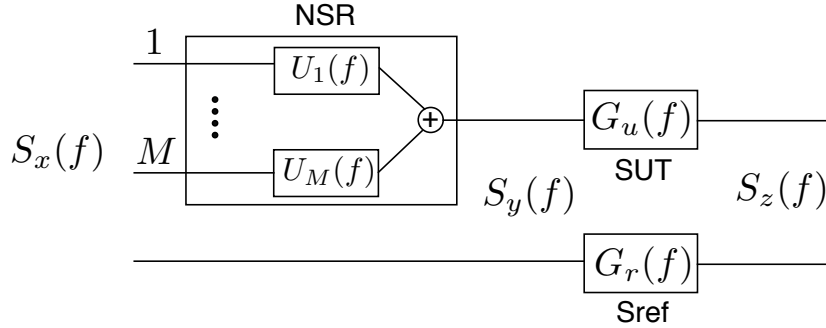 NSR
1
U_1(f)
S_x(f)
M
U_M(f)
G_u(f)
SUT
S_y(f)
S_z(f)
G_r(f)
Sref